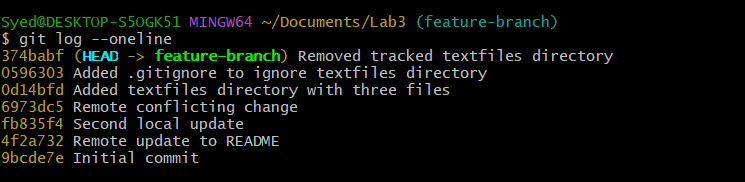 Syed@DESKTOP-S5OGK51 MINGW64 ~/Documents/Lab3 (feature-branch)
$ git log --oneline
374babf (HEAD -> feature-branch) Removed tracked textfiles directory
0596303 Added .gitignore to ignore textfiles directory
0d14bfd Added textfiles directory with three files
6973dc5 Remote conflicting change
fb835f4 Second local update
4f2a732 Remote update to README
9bcde7e Initial commit